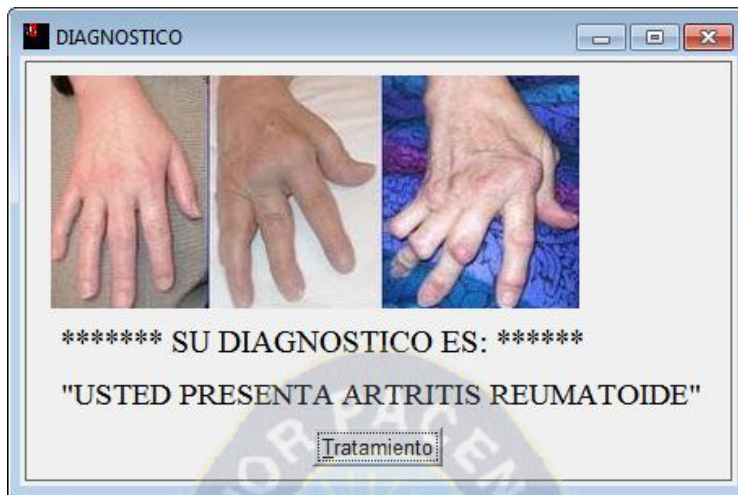 DIAGNOSTICO
******* SU DIAGNOSTICO ES: ******
"USTED PRESENTA ARTRITIS REUMATOIDE"
Tratamiento